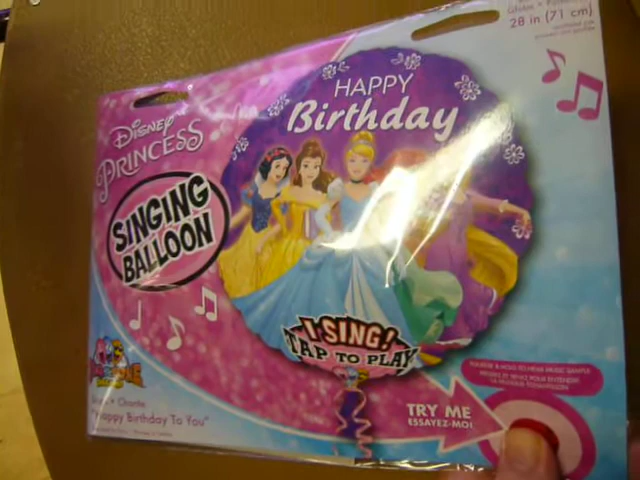 28 in (71 cm)
HAPPY
Birthday
Disney
PRINCESS
SINGING
BALLOON
I SING!
TAP TO PLAY
"Happy Birthday To You"
TRY ME
ESSAYEZ-MOI